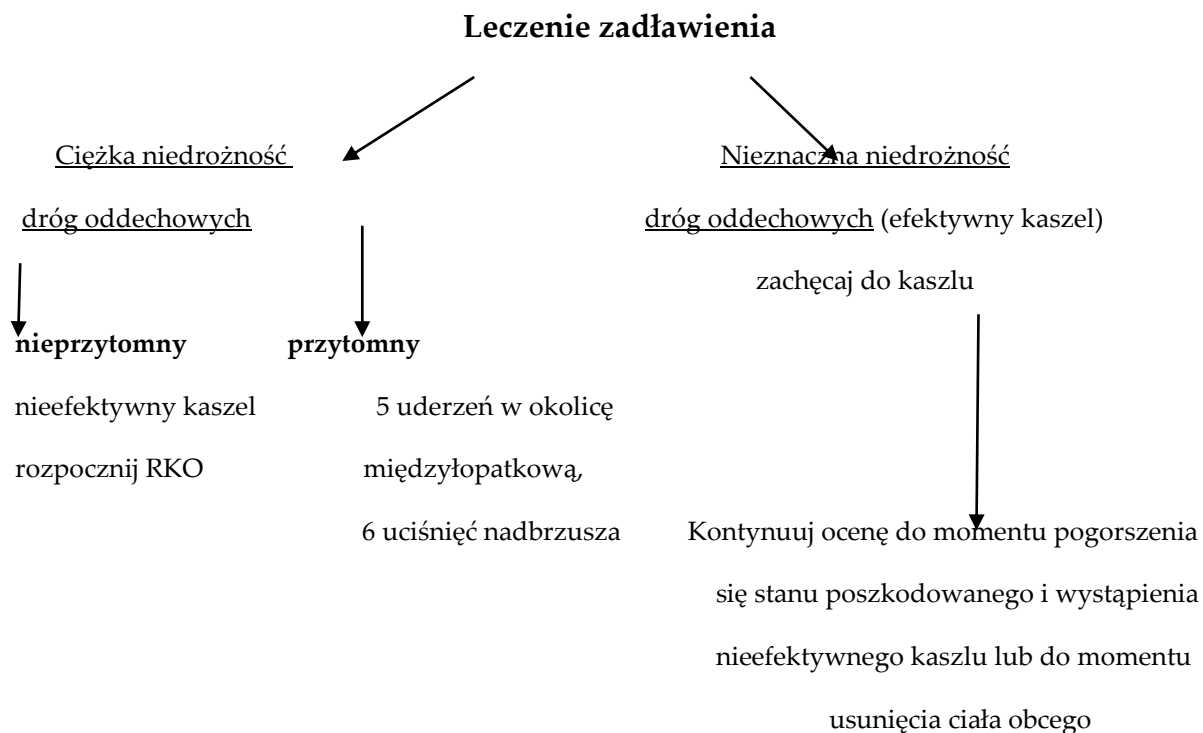 Leczenie zadławienia
Ciężka niedrożność
dróg oddechowych
nieprzytomny
nieefektywny kaszel
rozpocznij RKO
przytomny
5 uderzeń w okolicę
międzyłopatkową,
6 uciśnięć nadbrzusza
Nieznaczna niedrożność
dróg oddechowych (efektywny kaszel)
zachęcaj do kaszlu
Kontynuuj ocenę do momentu pogorszenia
się stanu poszkodowanego i wystąpienia
nieefektywnego kaszlu lub do momentu
usunięcia ciała obcego